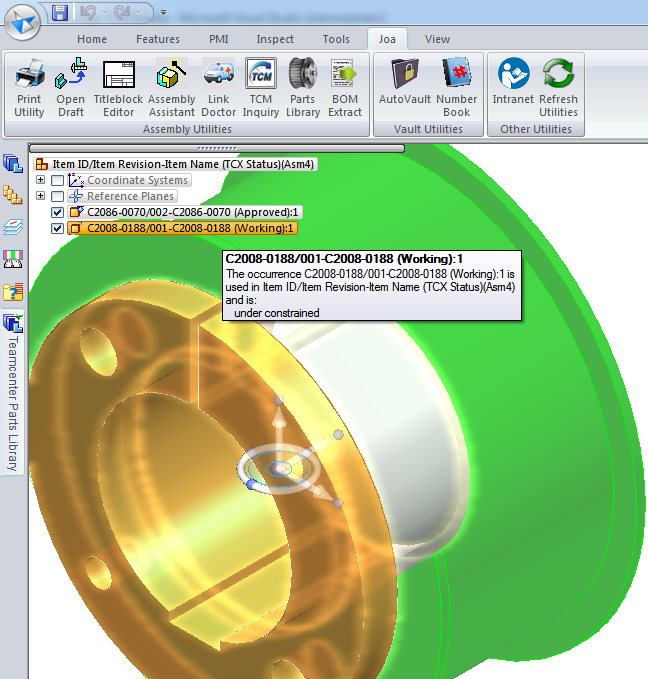 Microsoft Visual Studio (Administrator)
Home Features PMI Inspect Tools Joa View
Print Utility
Open Draft
Titleblock Editor
Assembly Assistant
Link Doctor
TCM Inquiry
Parts Library
BOM Extract
AutoVault
Number Book
Intranet
Refresh Utilities
Assembly Utilities Vault Utilities Other Utilities
TCM
Item ID/Item Revision-Item Name (TCX Status)(Asm4)
Coordinate Systems
Reference Planes
C2086-0070/002-C2086-0070 (Approved):1
C2008-0188/001-C2008-0188 (Working):1
C2008-0188/001-C2008-0188 (Working):1
The occurrence C2008-0188/001-C2008-0188 (Working):1 is
used in Item ID/Item Revision-Item Name (TCX Status)(Asm4)
and is:
under constrained
Teamcenter Parts Library